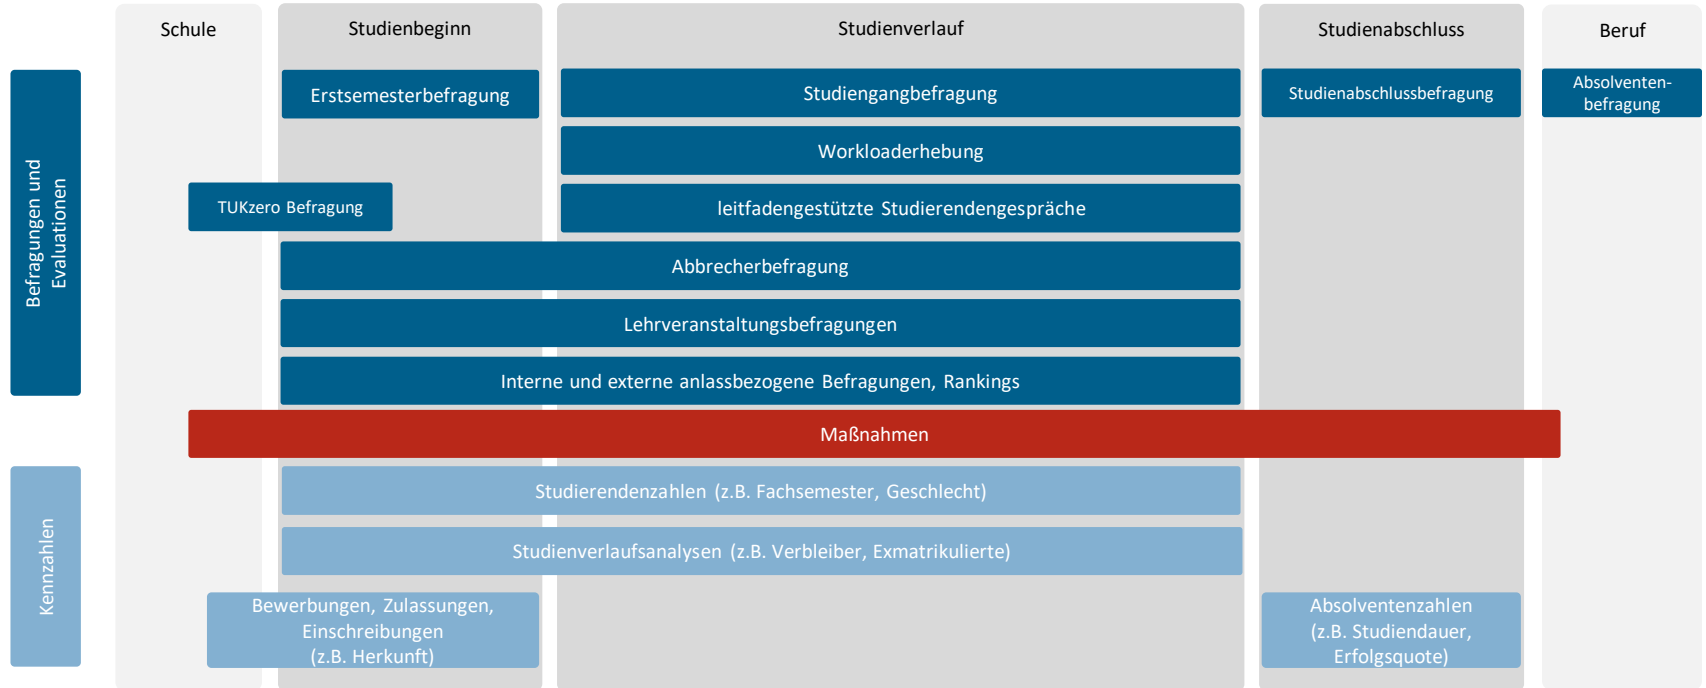 Schule
Studienbeginn
Studienverlauf
Studienabschluss
Beruf
Befragungen und
Evaluationen
Erstsemesterbefragung
Studiengangbefragung
Studienabschlussbefragung
Absolventen-
befragung
Workloaderhebung
TUKzero Befragung
leitfadengestützte Studierendengespräche
Abbrecherbefragung
Lehrveranstaltungsbefragungen
Interne und externe anlassbezogene Befragungen, Rankings
Maßnahmen
Kennzahlen
Studierendenzahlen (z.B. Fachsemester, Geschlecht)
Studienverlaufsanalysen (z.B. Verbleiber, Exmatrikulierte)
Bewerbungen, Zulassungen,
Einschreibungen
(z.B. Herkunft)
Absolventenzahlen
(z.B. Studiendauer,
Erfolgsquote)